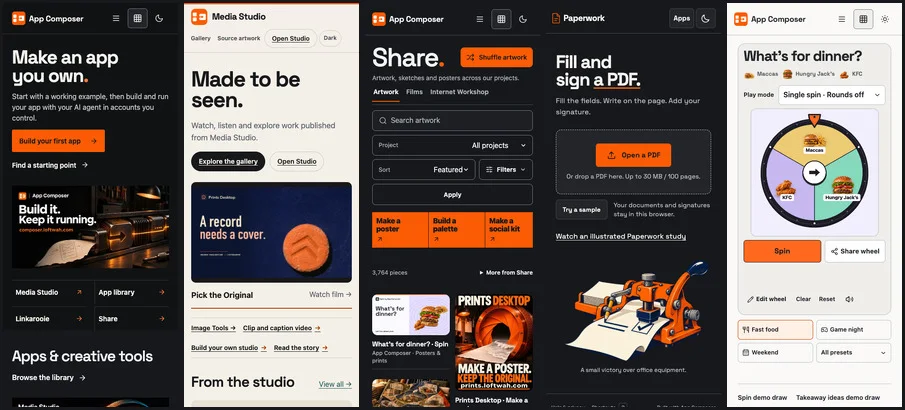 App Composer
Make an app
you own.
Start with a working example, then build and
run your app with your AI agent in accounts you
control.
Build your first app →
Find a starting point →
App Composer
Build it.
Keep it running.
composer.loftwah.com
Media Studio ↗
App library →
Linkarooie ↗
Share →
Apps & creative tools
Browse the library →
Media Studio
Gallery Source artwork Open Studio Dark
Made to be
seen.
Watch, listen and explore work published
from Media Studio.
Explore the gallery
Open Studio
Prints Desktop
A record
needs a cover.
Pick the Original
Watch film →
Image Tools → Clip and caption video →
Build your own studio → Read the story →
From the studio
View all →
App Composer
Share.
Shuffle artwork
Artwork, sketches and posters across our projects.
Artwork Films Internet Workshop
Search artwork
Project All projects
Sort Featured
Filters
Apply
Make a
poster
↗
Build a
palette
Make a
social kit
↗
3,764 pieces
More from Share
What's for
dinner?
What's for dinner? · Spin
App Composer · Posters &
prints
PRINTS DESKTOP
MAKE A POSTER.
KEEP THE ORIGINAL.
prints.loftwah.com
Prints Desktop · Make a
Paperwork
Apps
Fill and
sign a PDF.
Fill the fields. Write on the page. Add your
signature.
Open a PDF
Or drop a PDF here. Up to 30 MB / 100 pages.
Try a sample
Your documents and signatures
stay in this browser.
Watch an illustrated Paperwork study
A small victory over office equipment.
App Composer
What's for dinner?
Maccas Hungry Jack's KFC
Play mode Single spin · Rounds off
Maccas
KFC
Hungry Jack's
Spin
Share wheel
Edit wheel Clear Reset
Fast food
Game night
Weekend
All presets
Spin demo draw Takeaway ideas demo draw